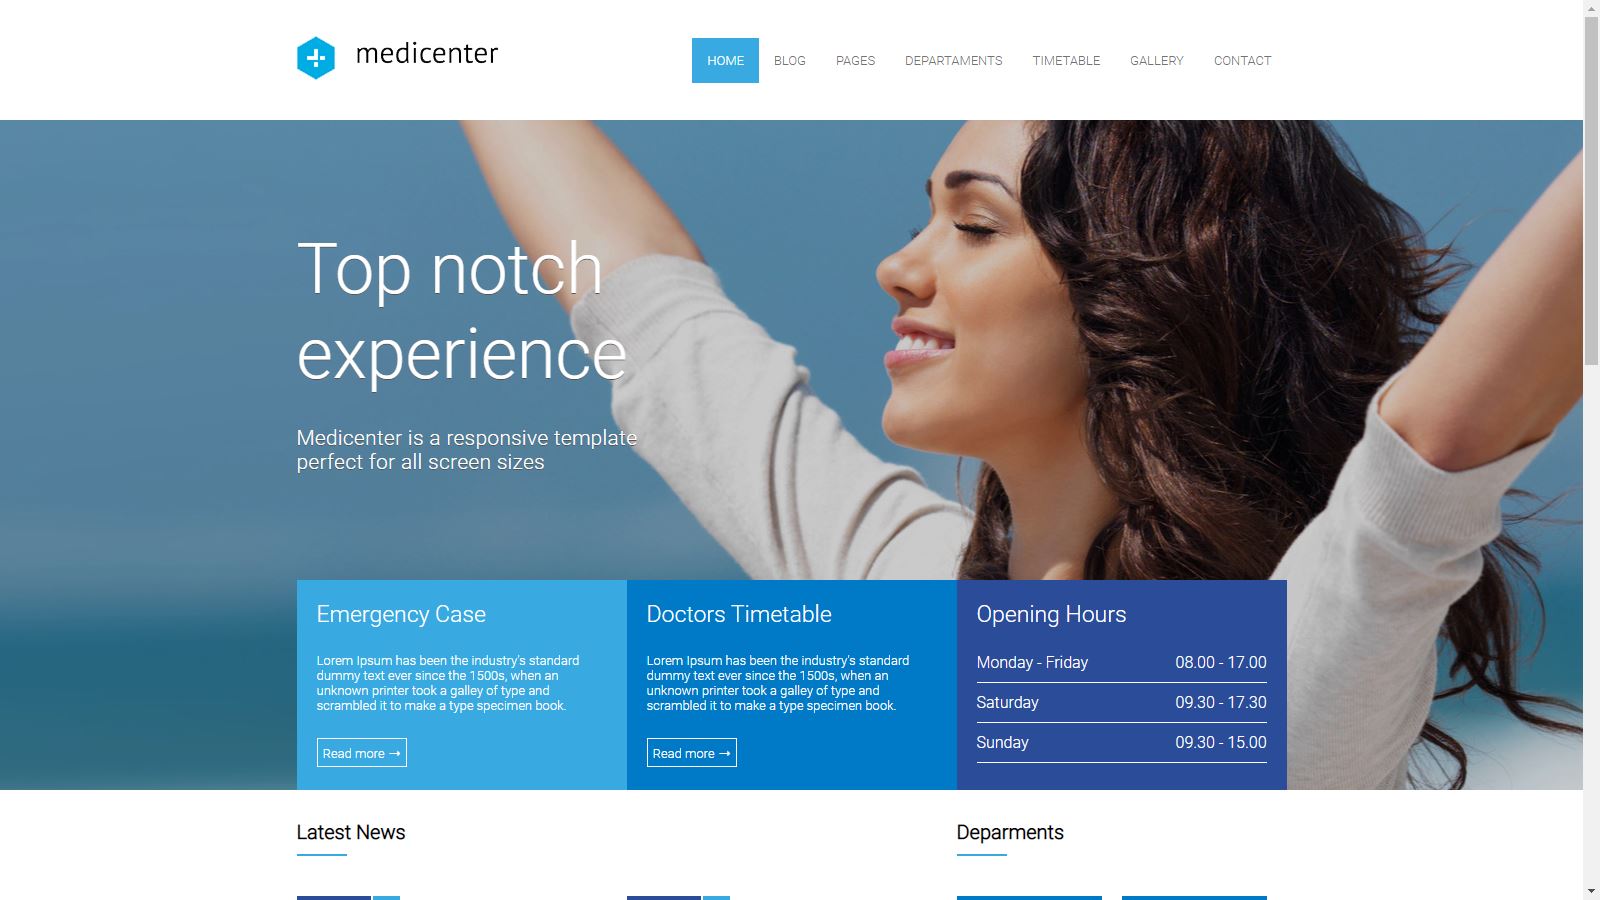 medicenter
HOME BLOG PAGES DEPARTAMENTS TIMETABLE GALLERY CONTACT
Top notch
experience
Medicenter is a responsive template
perfect for all screen sizes
Emergency Case
Lorem Ipsum has been the industry's standard
dummy text ever since the 1500s, when an
unknown printer took a galley of type and
scrambled it to make a type specimen book.
Read more →
Doctors Timetable
Lorem Ipsum has been the industry's standard
dummy text ever since the 1500s, when an
unknown printer took a galley of type and
scrambled it to make a type specimen book.
Read more →
Opening Hours
Monday - Friday 08.00 - 17.00
Saturday 09.30 - 17.30
Sunday 09.30 - 15.00
Latest News
Deparments